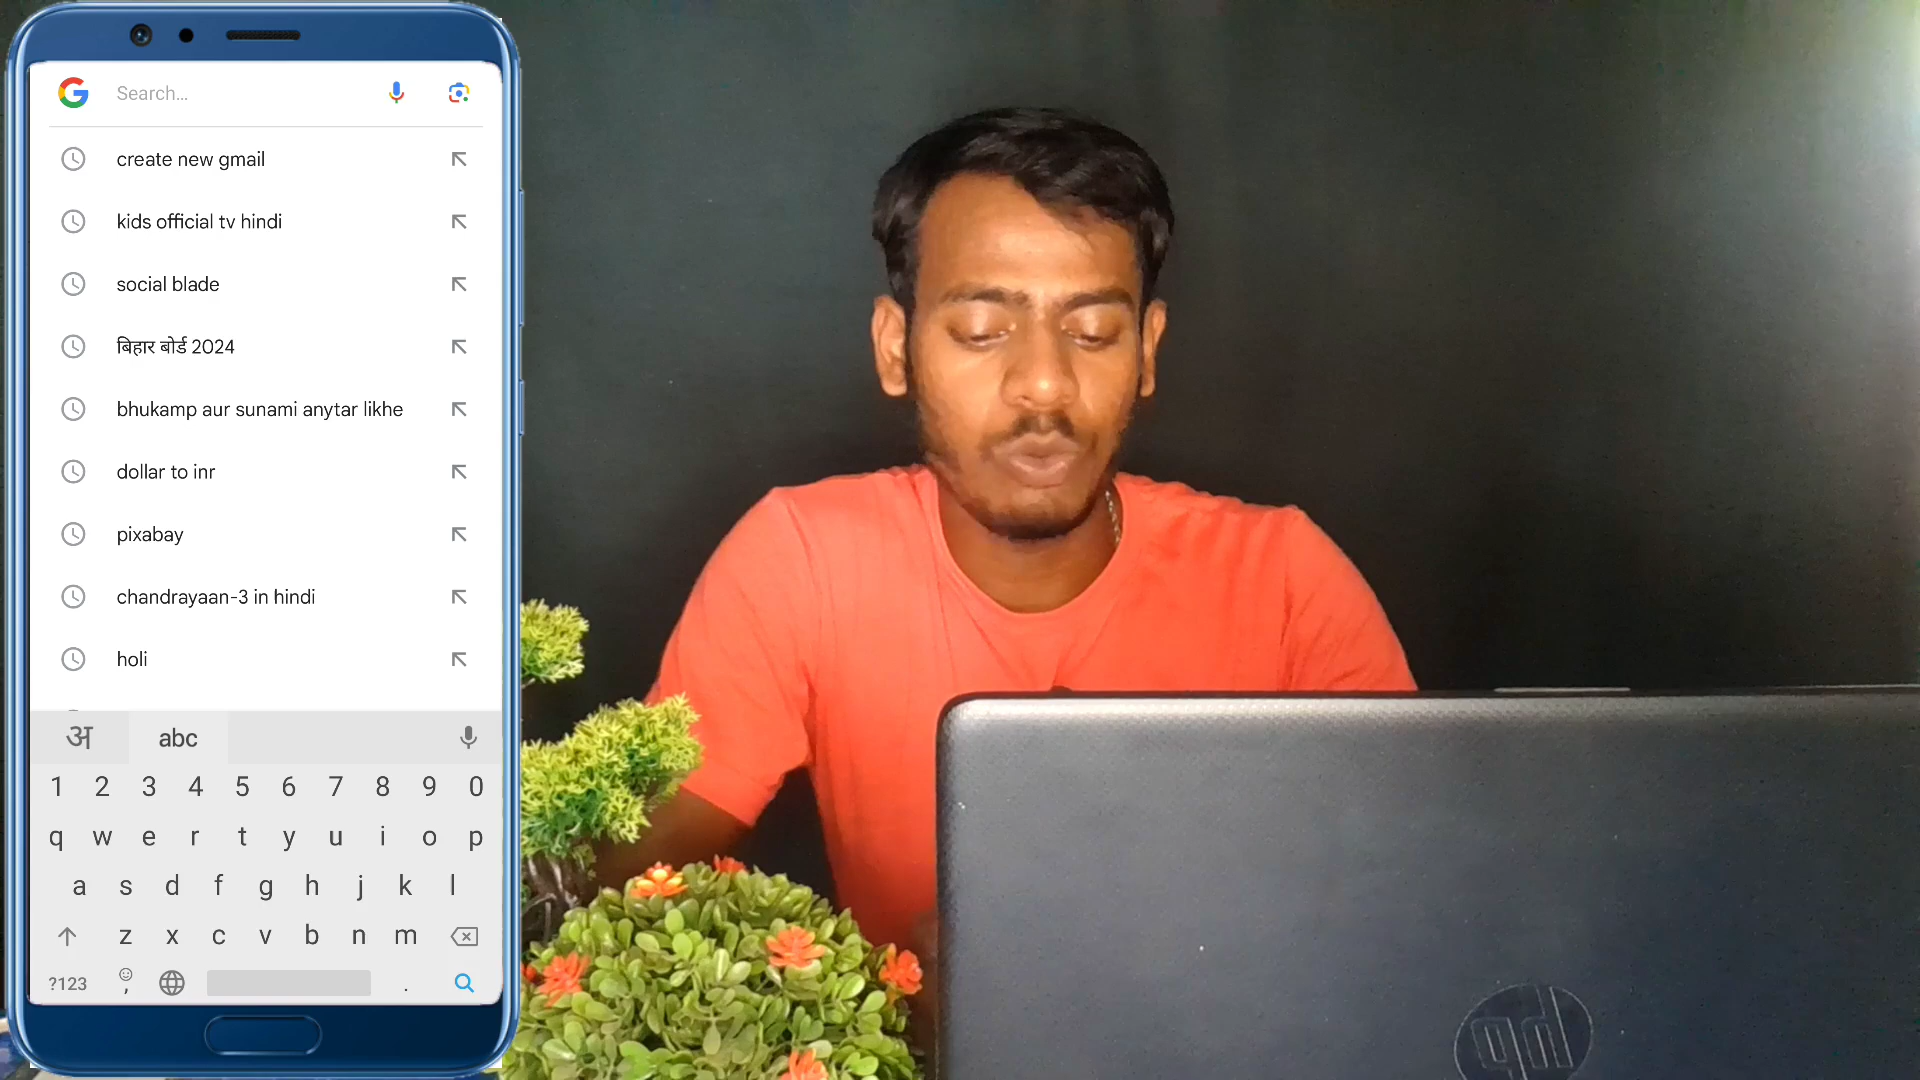 Search...
create new gmail
kids official tv hindi
social blade
बिहार बोर्ड 2024
bhukamp aur sunami anytar likhe
dollar to inr
pixabay
chandrayaan-3 in hindi
holi
अ abc
1 2 3 4 5 6 7 8 9 0
q w e r t y u i o p
a s d f g h j k l
z x c v b n m
?123 , .
hp